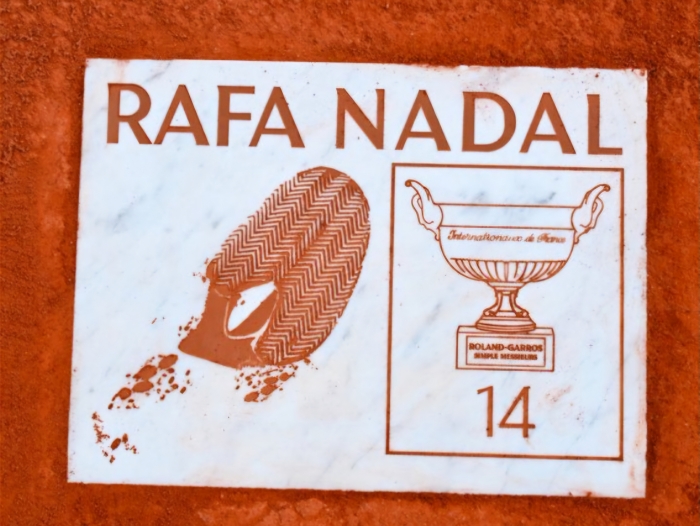 RAFA NADAL
Internationaux de France
ROLAND-GARROS
SIMPLE MESSIEURS
14